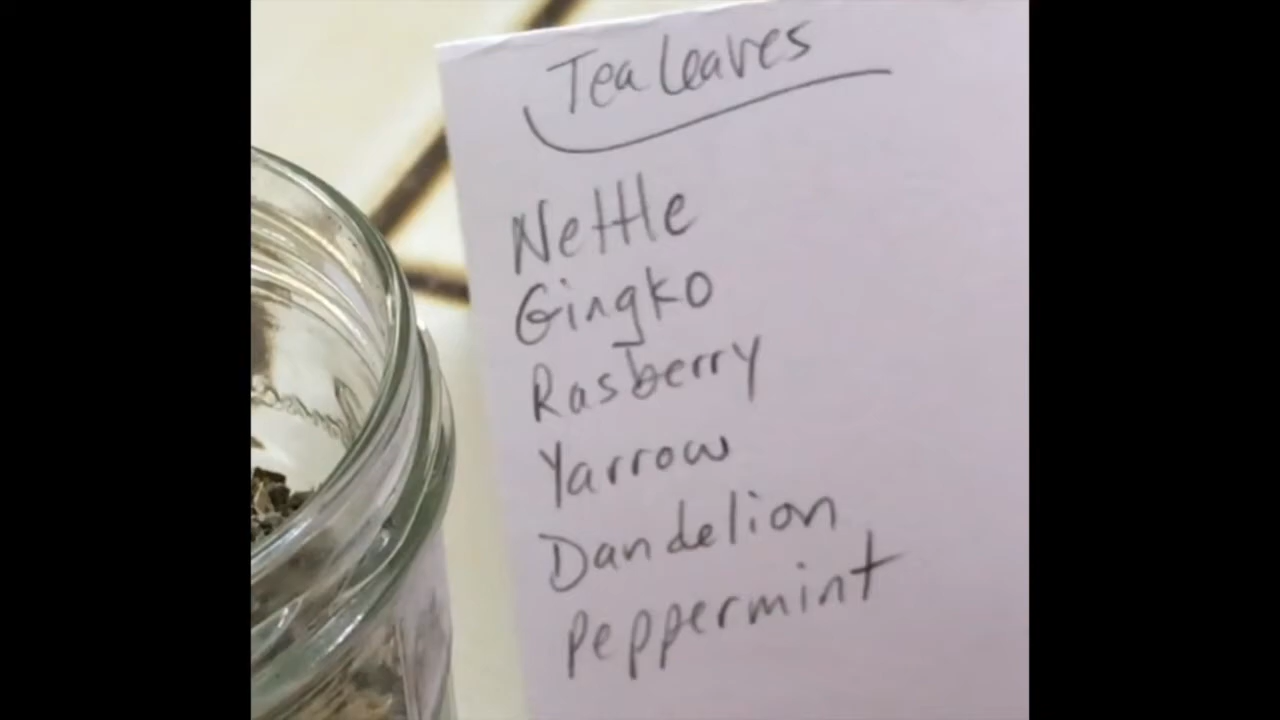 Tea Leaves
Nettle
Gingko
Rasberry
Yarrow
Dandelion
Peppermint